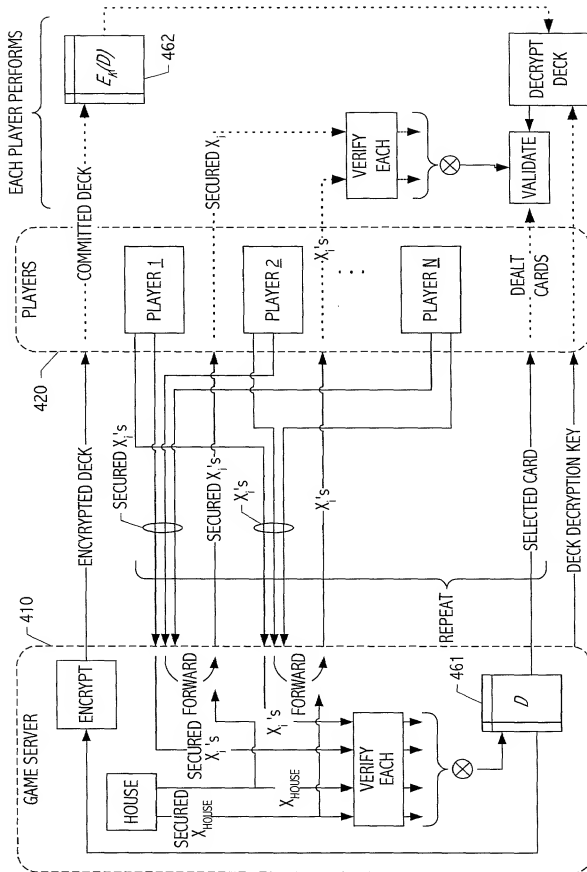 EACH PLAYER PERFORMS
E_K(D)
462
DECRYPT
DECK
VERIFY
EACH
⊗
VALIDATE
COMMITTED DECK
SECURED X_i
X_i's
DEALT
CARDS
PLAYERS
PLAYER 1
PLAYER 2
...
PLAYER N
420
ENCYRYPTED DECK
SECURED X_i's
X_i's
SECURED X_i's
X_i's
SELECTED CARD
DECK DECRYPTION KEY
REPEAT
410
GAME SERVER
ENCRYPT
FORWARD
FORWARD
HOUSE
SECURED
X_i's
X_i's
SECURED
X_HOUSE
X_HOUSE
VERIFY
EACH
⊗
461
D